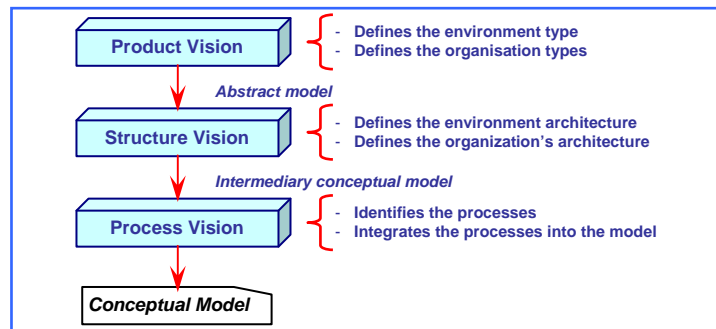 Product Vision
- Defines the environment type
- Defines the organisation types
Abstract model
Structure Vision
- Defines the environment architecture
- Defines the organization's architecture
Intermediary conceptual model
Process Vision
- Identifies the processes
- Integrates the processes into the model
Conceptual Model